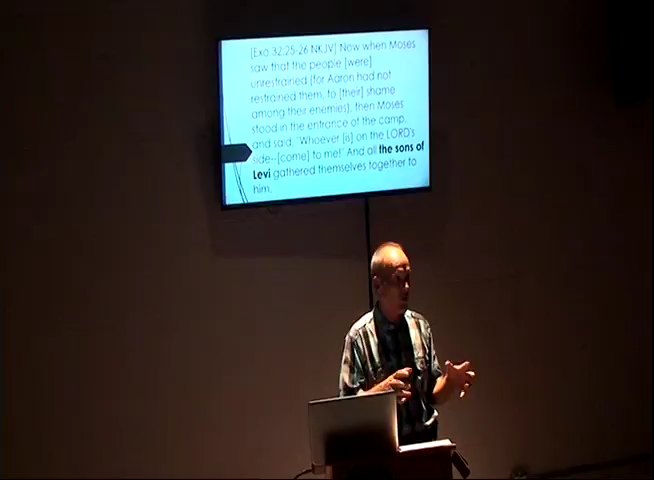 [Exo 32:25-26 NKJV] Now when Moses
saw that the people [were]
unrestrained (for Aaron had not
restrained them, to [their] shame
among their enemies), then Moses
stood in the entrance of the camp,
and said, "Whoever [is] on the LORD's
side--[come] to me!" And all the sons of
Levi gathered themselves together to
him.